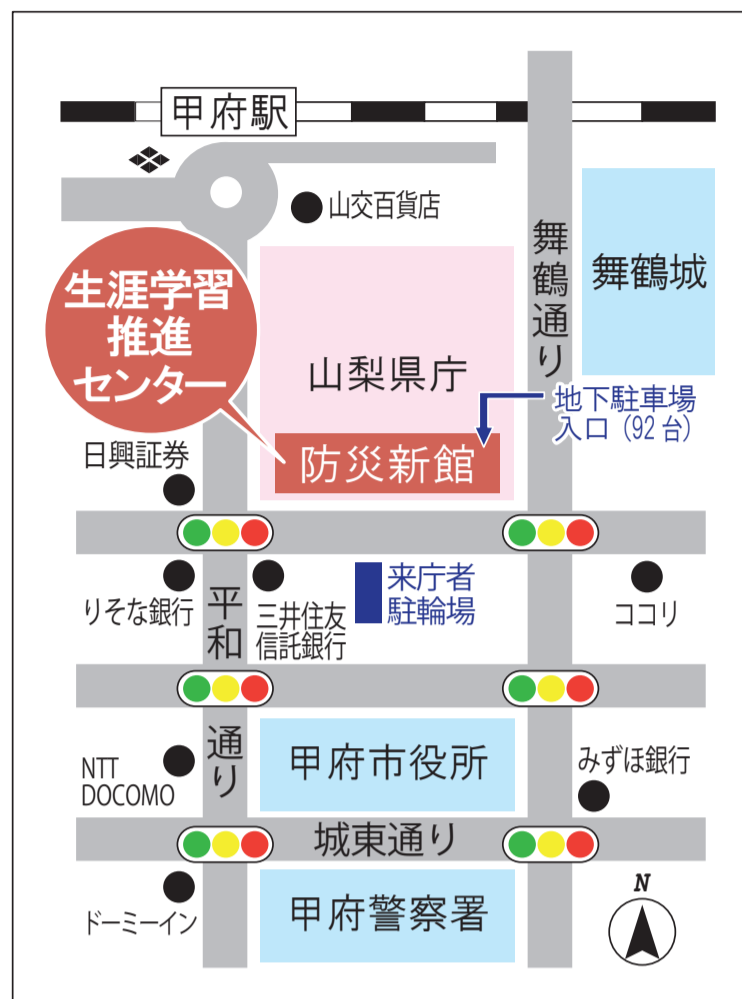 甲府駅
山交百貨店
舞鶴通り
舞鶴城
生涯学習
推進
センター
山梨県庁
地下駐車場
入口（92台）
防災新館
日興証券
りそな銀行
平和通り
三井住友
信託銀行
来庁者
駐輪場
ココリ
NTT
DOCOMO
甲府市役所
みずほ銀行
城東通り
ドーミーイン
甲府警察署
N